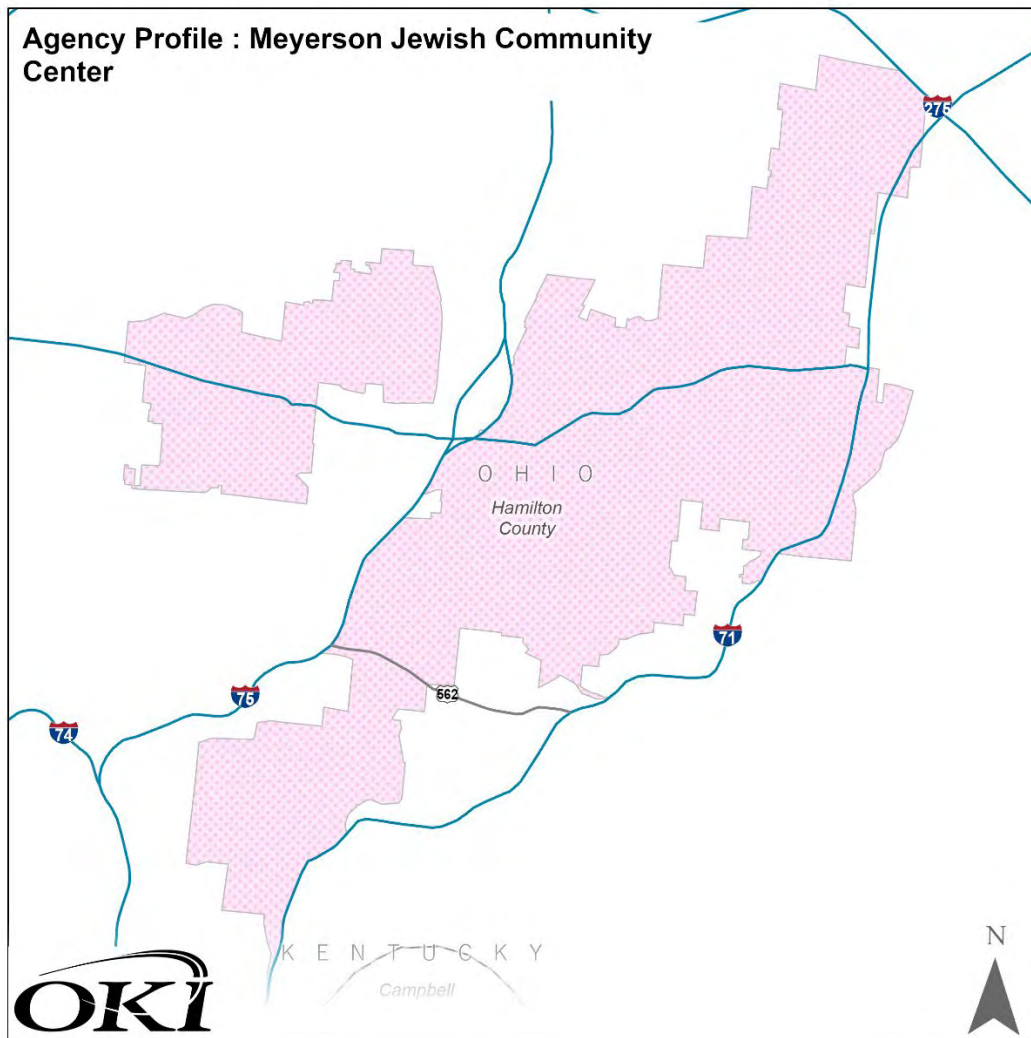 Agency Profile : Meyerson Jewish Community
Center
275
OHIO
Hamilton
County
71
562
75
74
KENTUCKY
Campbell
N
OKI